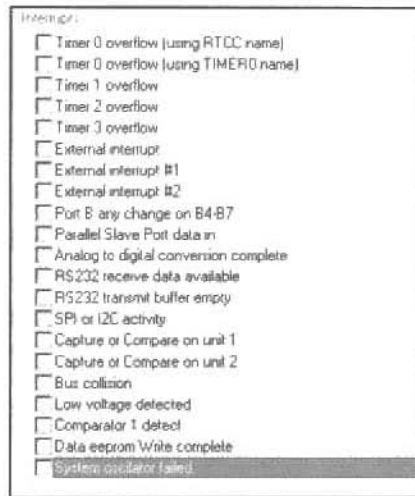 Interrupts
Timer 0 overflow (using RTCC name)
Timer 0 overflow (using TIMER0 name)
Timer 1 overflow
Timer 2 overflow
Timer 3 overflow
External interrupt
External interrupt #1
External interrupt #2
Port B any change on B4-B7
Parallel Slave Port data in
Analog to digital conversion complete
RS232 receive data available
RS232 transmit buffer empty
SPI or I2C activity
Capture or Compare on unit 1
Capture or Compare on unit 2
Bus collision
Low voltage detected
Comparator 1 detect
Data eeprom Write complete
System oscilator failed